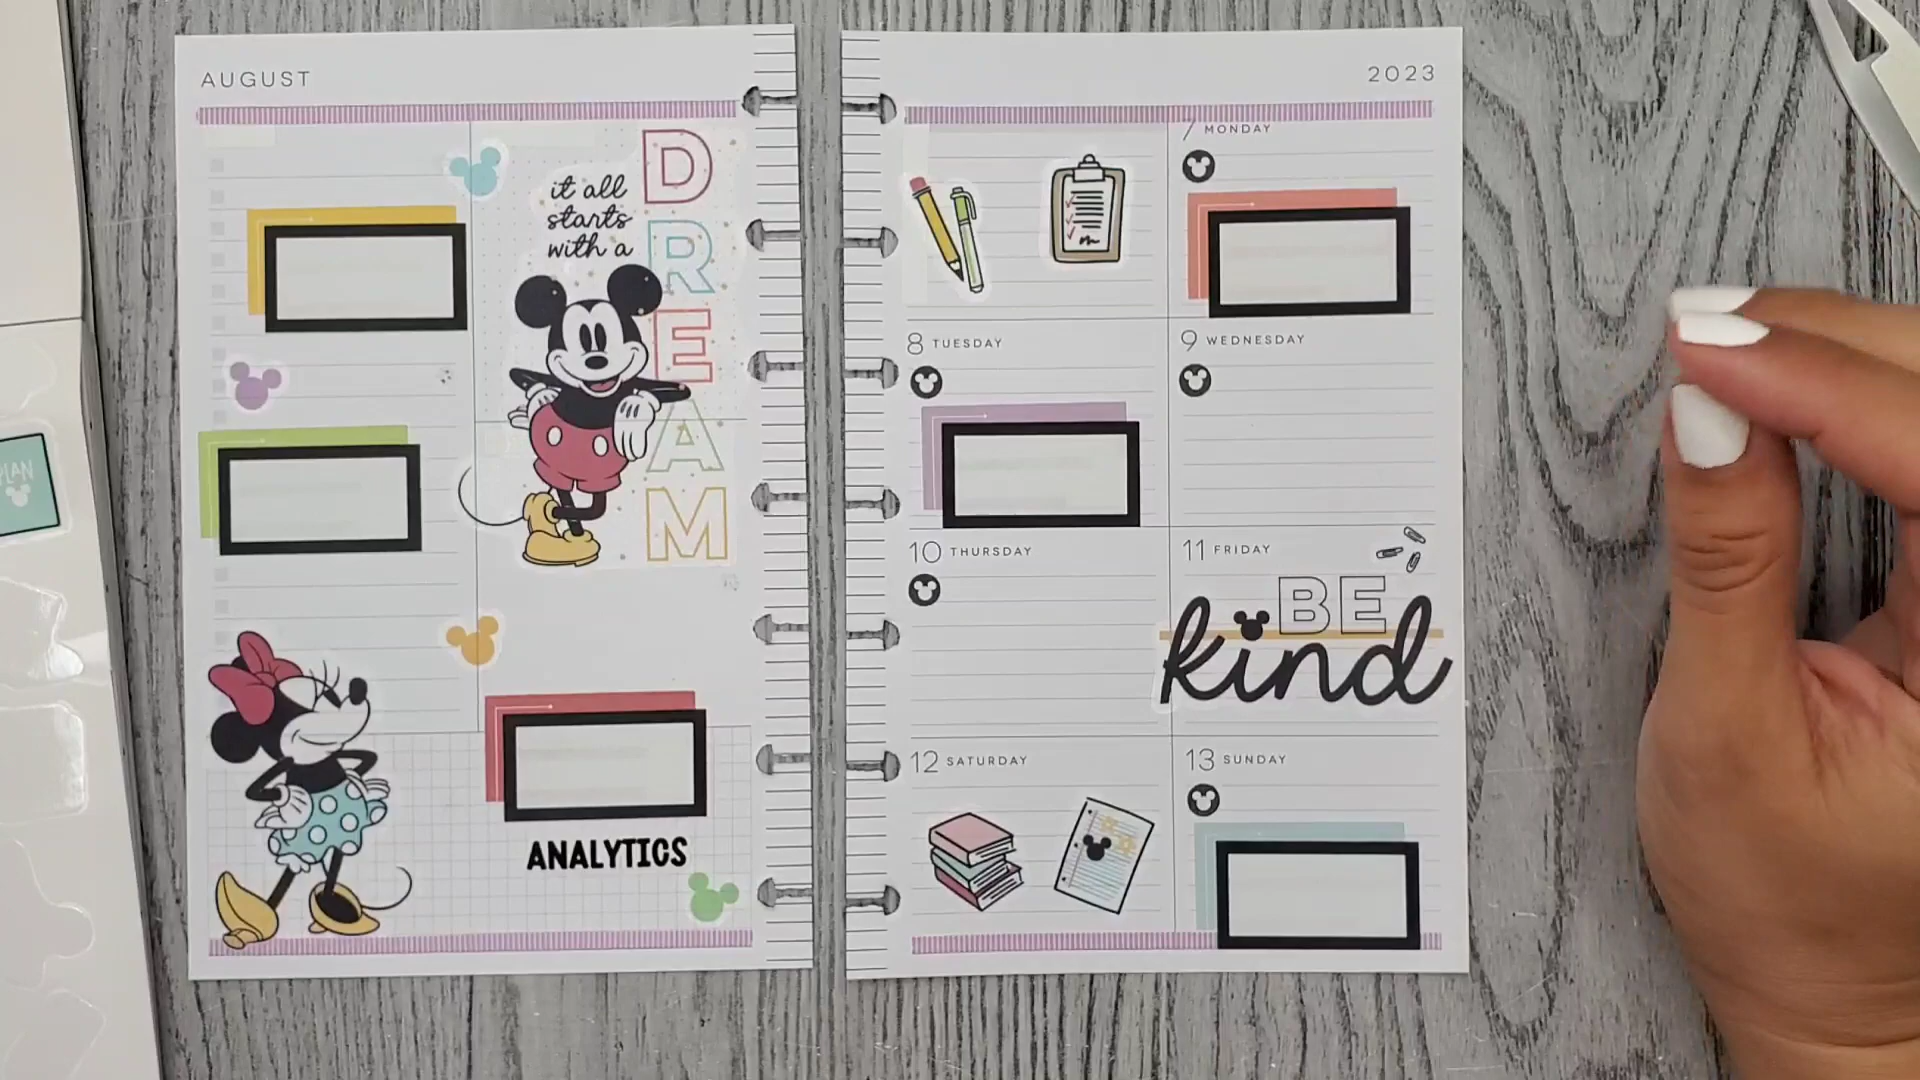 AUGUST
it all
starts
with a
D
R
E
A
M
ANALYTICS
PLAN
2023
7 MONDAY
8 TUESDAY
9 WEDNESDAY
10 THURSDAY
11 FRIDAY
BE
kind
12 SATURDAY
13 SUNDAY